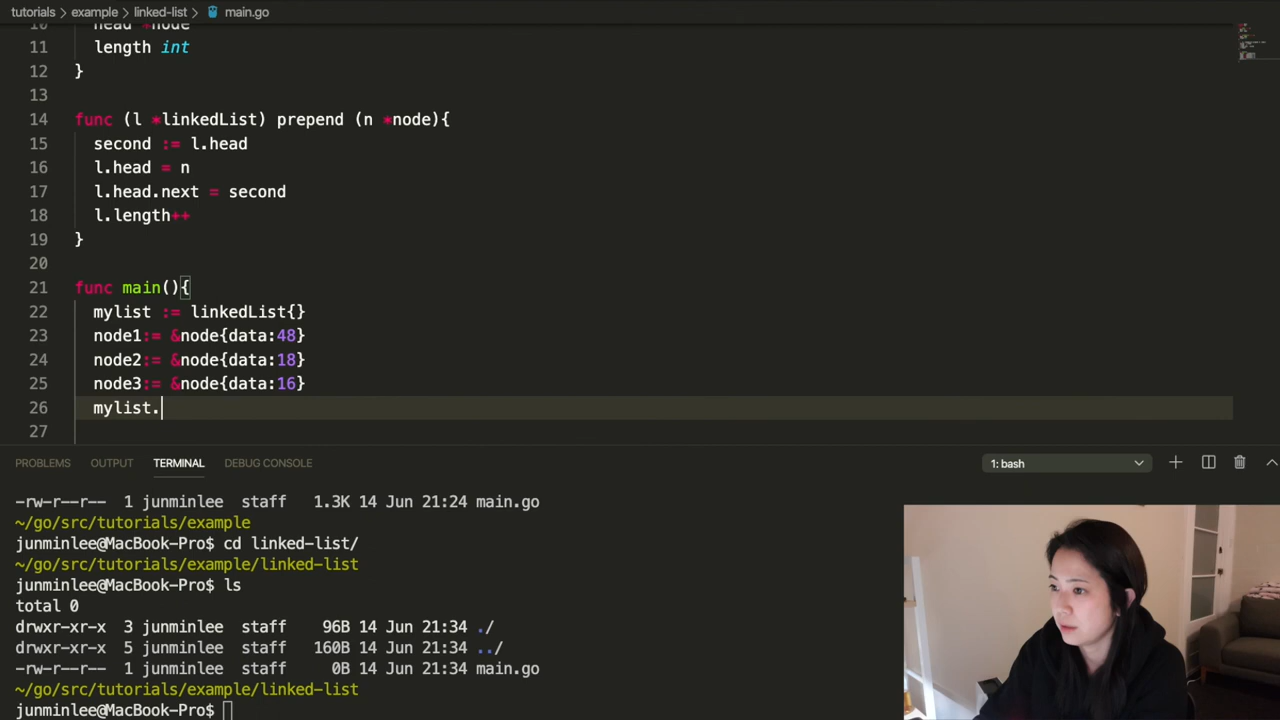 tutorials > example > linked-list > main.go
10 head *node
11 length int
12 }
13
14 func (l *linkedList) prepend (n *node){
15 second := l.head
16 l.head = n
17 l.head.next = second
18 l.length++
19 }
20
21 func main(){
22 mylist := linkedList{}
23 node1:= &node{data:48}
24 node2:= &node{data:18}
25 node3:= &node{data:16}
26 mylist.
27
PROBLEMS OUTPUT TERMINAL DEBUG CONSOLE 1: bash
-rw-r--r-- 1 junminlee staff 1.3K 14 Jun 21:24 main.go
~/go/src/tutorials/example
junminlee@MacBook-Pro$ cd linked-list/
~/go/src/tutorials/example/linked-list
junminlee@MacBook-Pro$ ls
total 0
drwxr-xr-x 3 junminlee staff 96B 14 Jun 21:34 ./
drwxr-xr-x 5 junminlee staff 160B 14 Jun 21:34 ../
-rw-r--r-- 1 junminlee staff 0B 14 Jun 21:34 main.go
~/go/src/tutorials/example/linked-list
junminlee@MacBook-Pro$